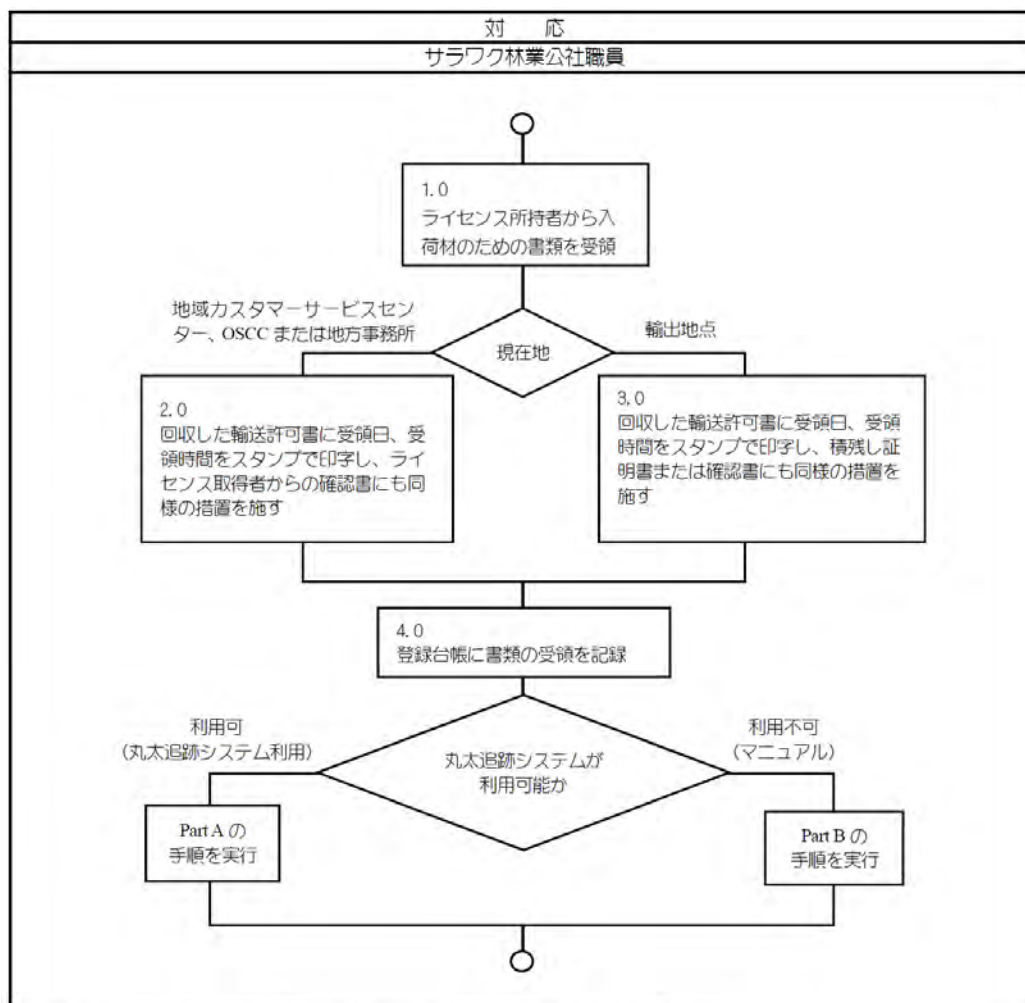 対　応
サラワク林業公社職員
1.0
ライセンス所持者から入
荷材のための書類を受領
地域カスタマーサービスセン
ター、OSCC または地方事務所
現在地
輸出地点
2.0
回収した輸送許可書に受領日、受
領時間をスタンプで印字し、ライ
センス取得者からの確認書にも同
様の措置を施す
3.0
回収した輸送許可書に受領日、受領
時間をスタンプで印字し、積残し証
明書または確認書にも同様の措置を
施す
4.0
登録台帳に書類の受領を記録
利用可
(丸太追跡システム利用)
丸太追跡システムが
利用可能か
利用不可
(マニュアル)
Part A の
手順を実行
Part B の
手順を実行